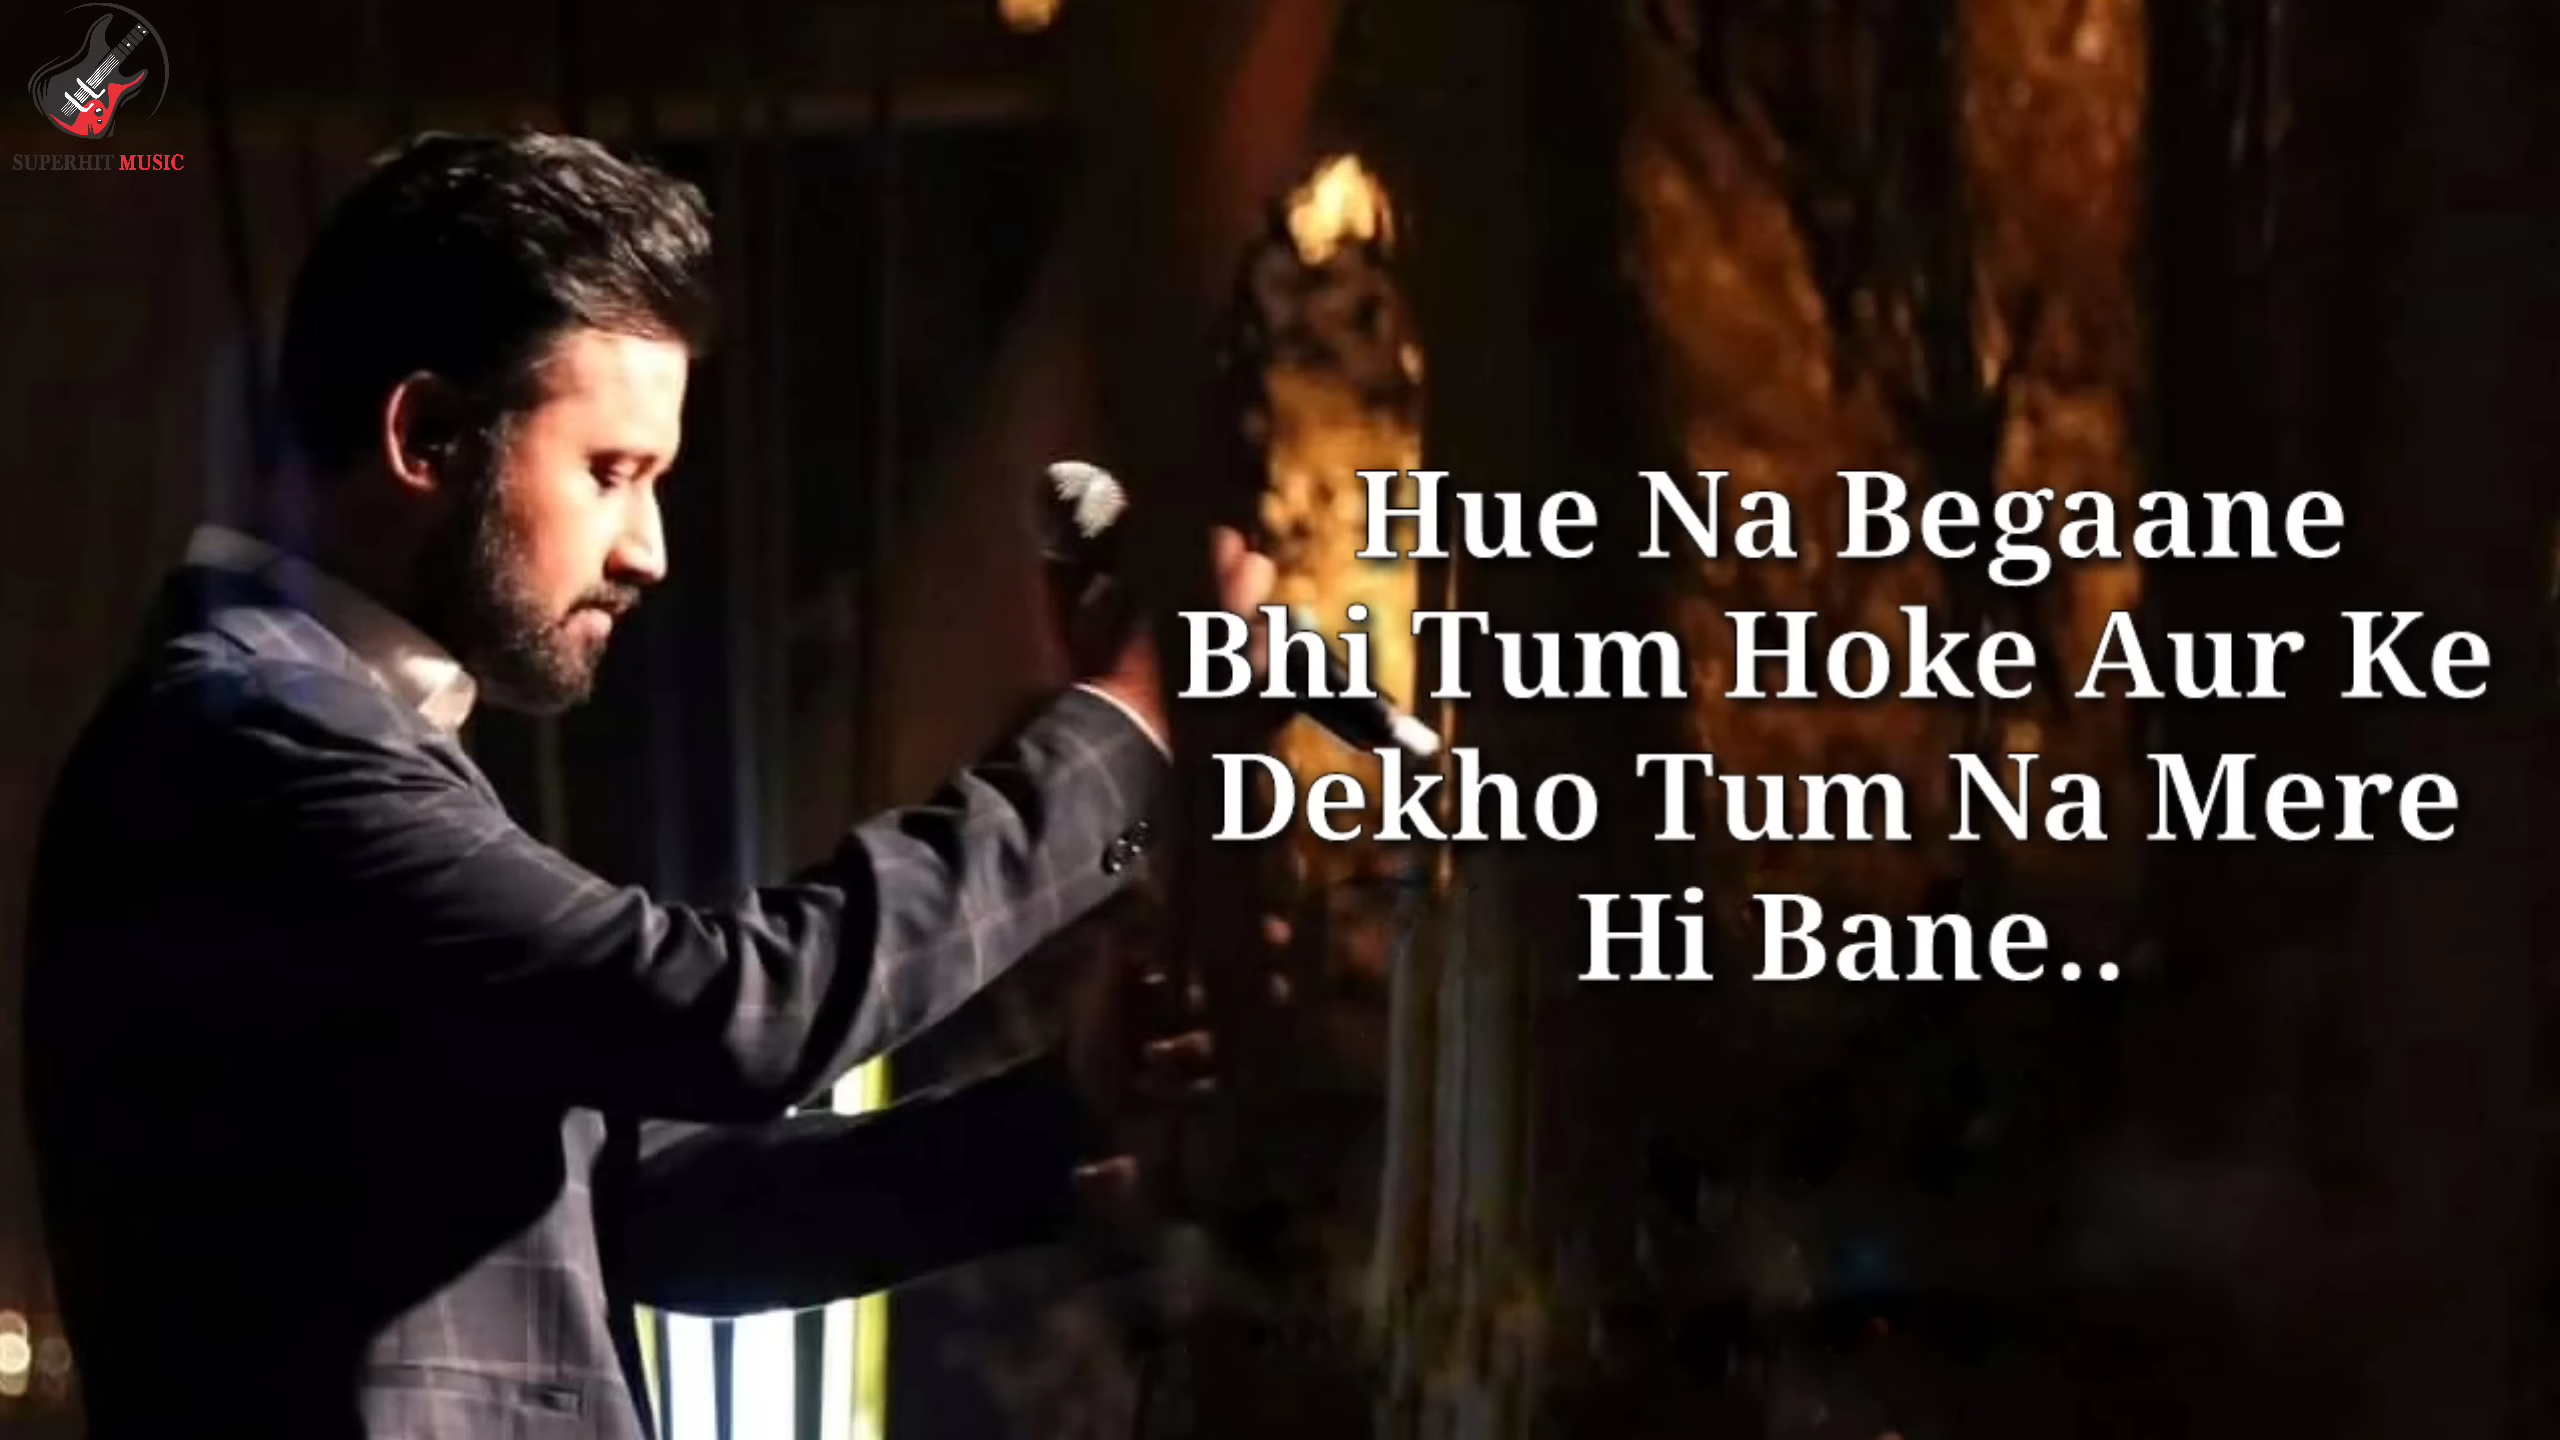 SUPERHIT MUSIC
Hue Na Begaane
Bhi Tum Hoke Aur Ke
Dekho Tum Na Mere
Hi Bane..